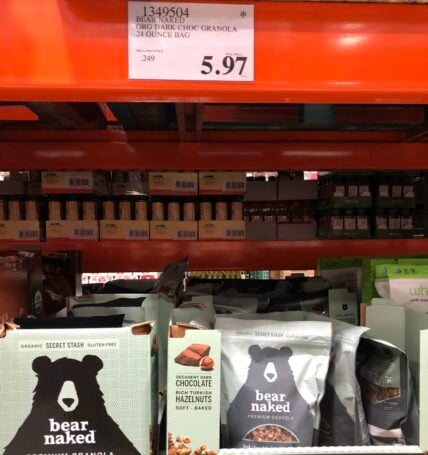 1349504 *
BEAR NAKED
ORG DARK CHOC GRANOLA
24 OUNCE BAG
.249
5.97
ORGANIC SECRET STASH GLUTEN FREE
bear
naked
GRANOLA
DECADENT DARK
CHOCOLATE
RICH TURKISH
HAZELNUTS
SOFT - BAKED
bear
naked
PREMIUM GRANOLA